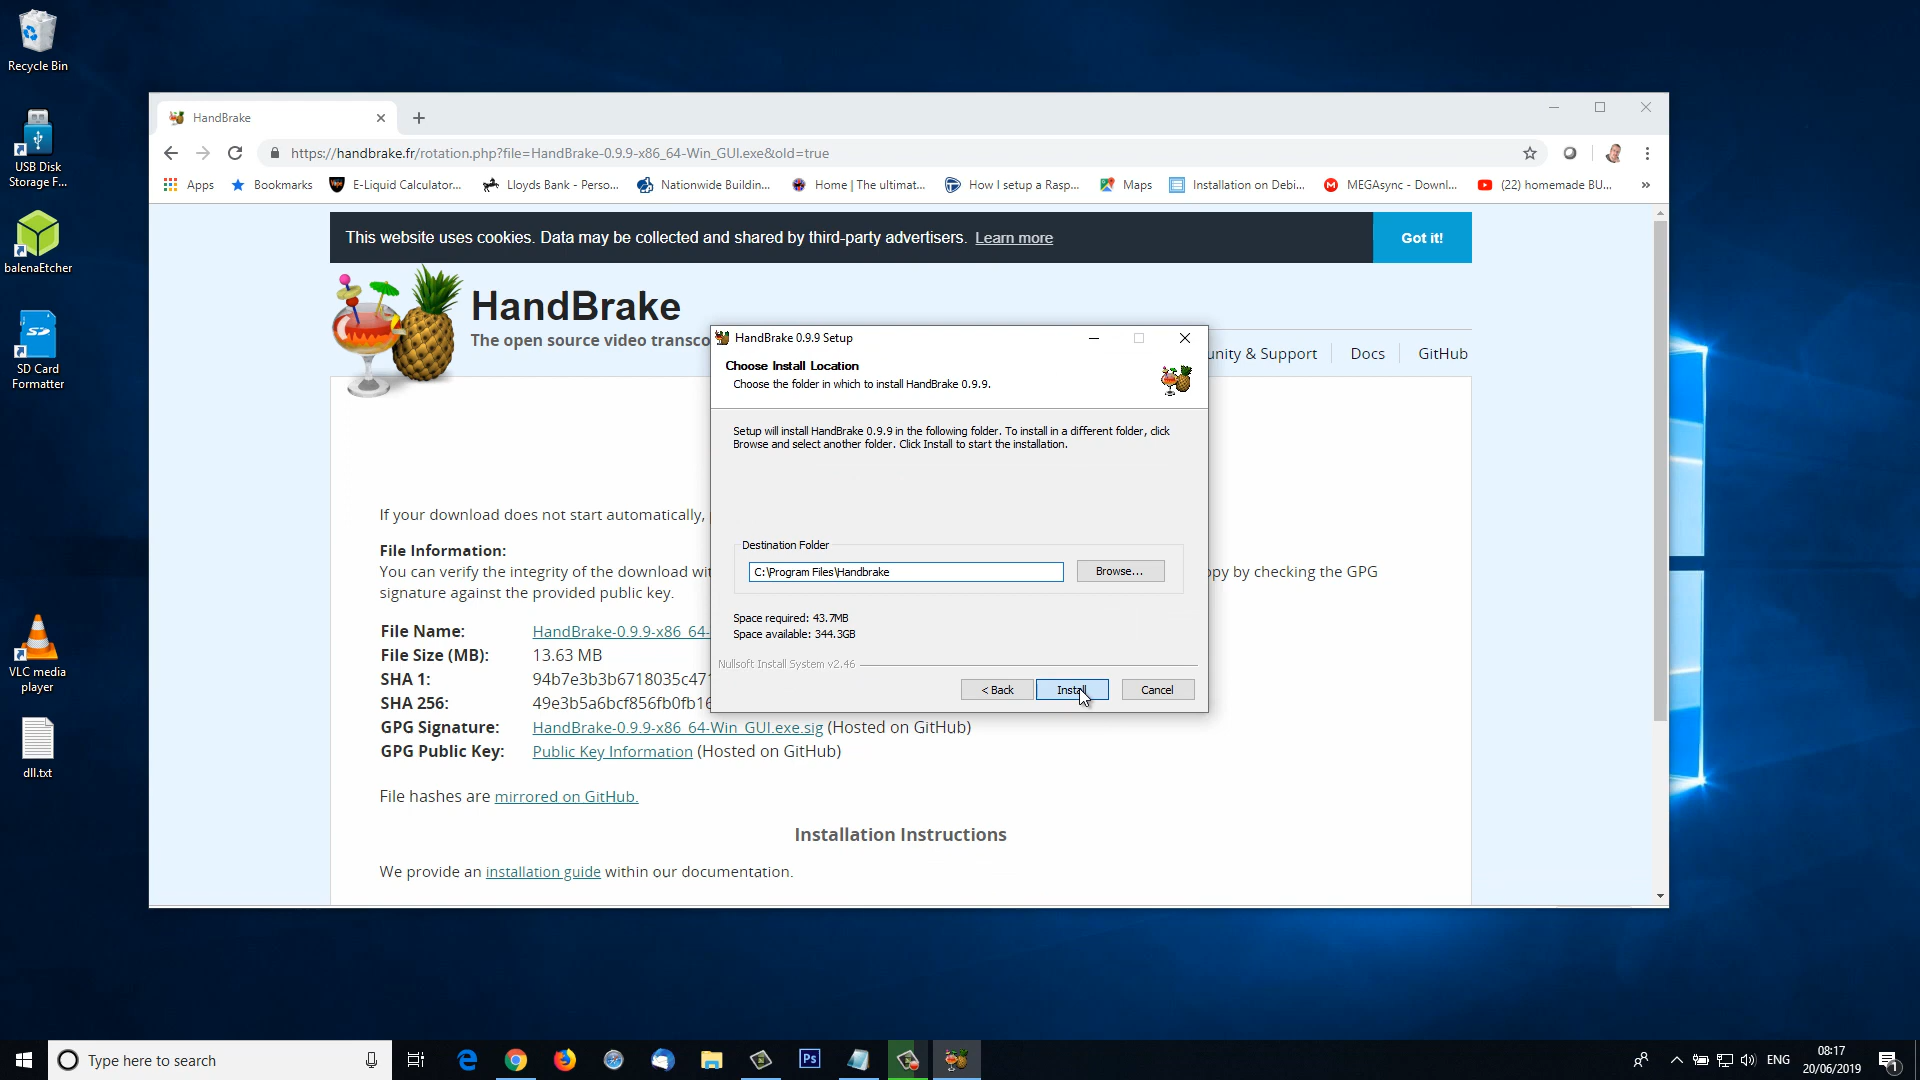 Recycle Bin
USB Disk
Storage F...
balenaEtcher
SD
SD Card
Formatter
VLC media
player
dll.txt
HandBrake
https://handbrake.fr/rotation.php?file=HandBrake-0.9.9-x86_64-Win_GUI.exe&old=true
Apps
Bookmarks
E-Liquid Calculator...
Lloyds Bank - Perso...
Nationwide Buildin...
Home | The ultimat...
How I setup a Rasp...
Maps
Installation on Debi...
MEGAsync - Downl...
(22) homemade BU...
This website uses cookies. Data may be collected and shared by third-party advertisers. Learn more
Got it!
HandBrake
The open source video transco
unity & Support
Docs
GitHub
If your download does not start automatically,
File Information:
You can verify the integrity of the download wit
opy by checking the GPG
signature against the provided public key.
File Name: HandBrake-0.9.9-x86_64-
File Size (MB): 13.63 MB
SHA 1: 94b7e3b3b6718035c471
SHA 256: 49e3b5a6bcf856fb0fb16
GPG Signature: HandBrake-0.9.9-x86_64-Win_GUI.exe.sig (Hosted on GitHub)
GPG Public Key: Public Key Information (Hosted on GitHub)
File hashes are mirrored on GitHub.
Installation Instructions
We provide an installation guide within our documentation.
HandBrake 0.9.9 Setup
Choose Install Location
Choose the folder in which to install HandBrake 0.9.9.
Setup will install HandBrake 0.9.9 in the following folder. To install in a different folder, click
Browse and select another folder. Click Install to start the installation.
Destination Folder
C:\Program Files\Handbrake
Browse...
Space required: 43.7MB
Space available: 344.3GB
Nullsoft Install System v2.46
< Back
Install
Cancel
Type here to search
Ps
ENG
08:17
20/06/2019
1